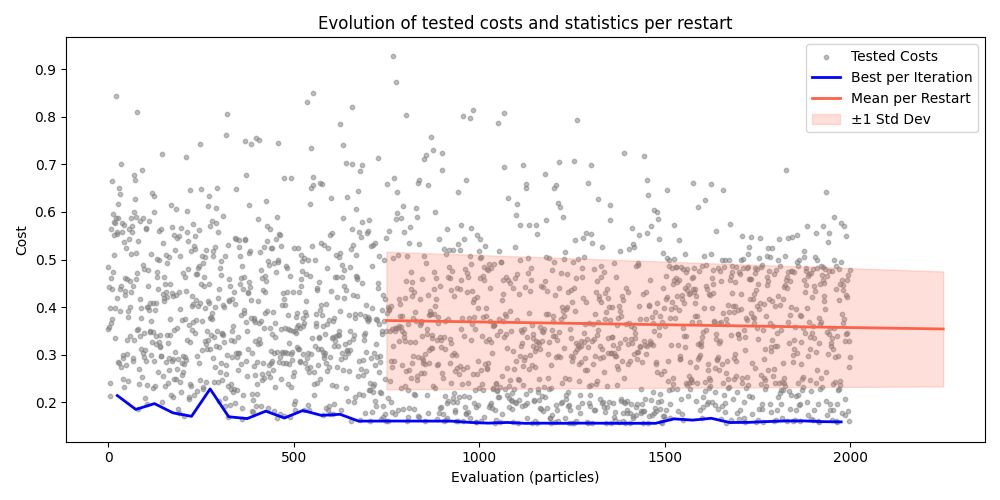 Evolution of tested costs and statistics per restart
Tested Costs
Best per Iteration
Mean per Restart
±1 Std Dev
Cost
0.9
0.8
0.7
0.6
0.5
0.4
0.3
0.2
0
500
1000
1500
2000
Evaluation (particles)